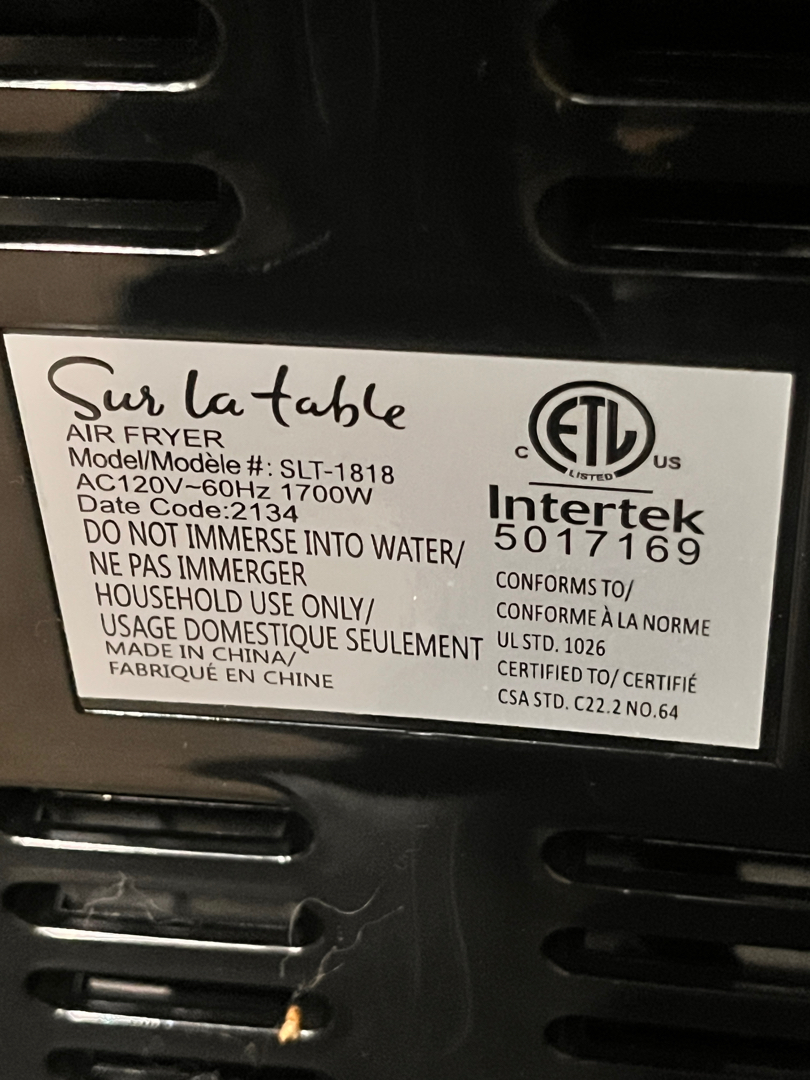 Sur la table
AIR FRYER
Model/Modèle #: SLT-1818
AC120V~60Hz 1700W
Date Code:2134
DO NOT IMMERSE INTO WATER/
NE PAS IMMERGER
HOUSEHOLD USE ONLY/
USAGE DOMESTIQUE SEULEMENT
MADE IN CHINA/
FABRIQUÉ EN CHINE
ETL
C US
LISTED
Intertek
5017169
CONFORMS TO/
CONFORME À LA NORME
UL STD. 1026
CERTIFIED TO/ CERTIFIÉ
CSA STD. C22.2 NO.64